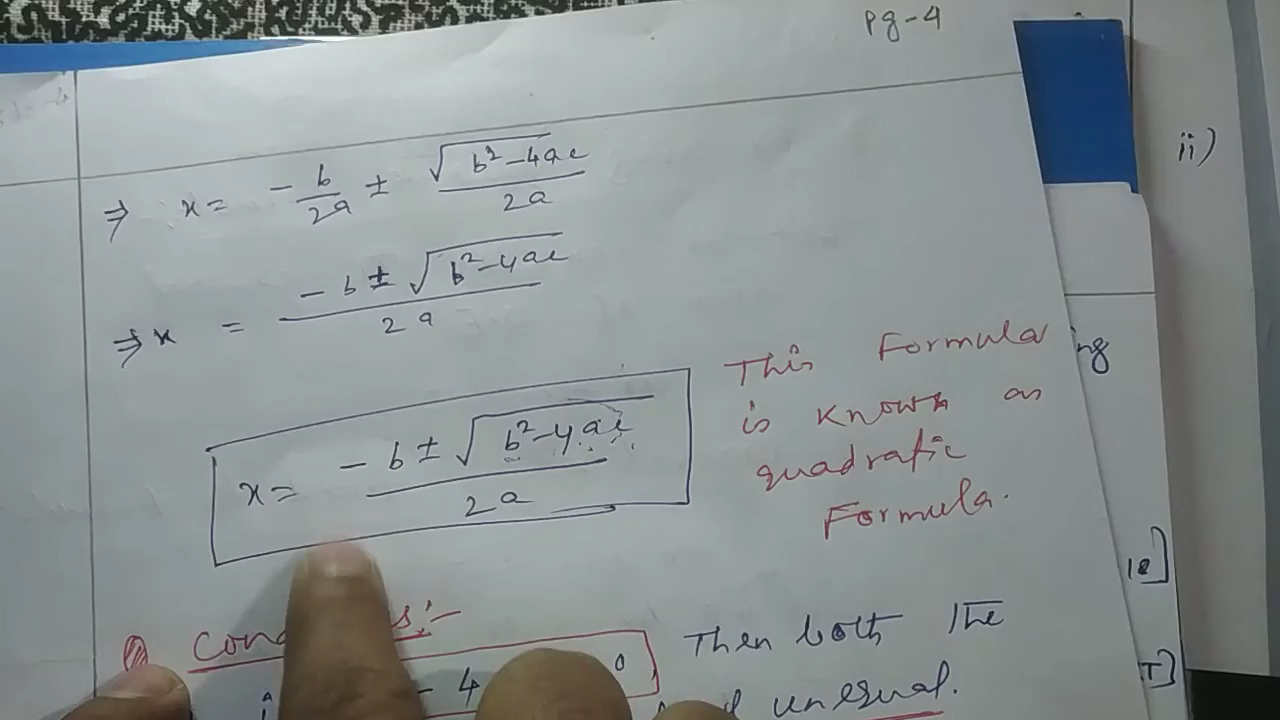 Pg-4
ii)
⇒ x = - b/2a ± √(b²-4ac)/2a
⇒ x = (-b ± √(b²-4ac))/2a
ing
x = (-b ± √(b²-4ac))/2a
This Formula
is known as
quadratic
Formula.
Then both the
unequal.